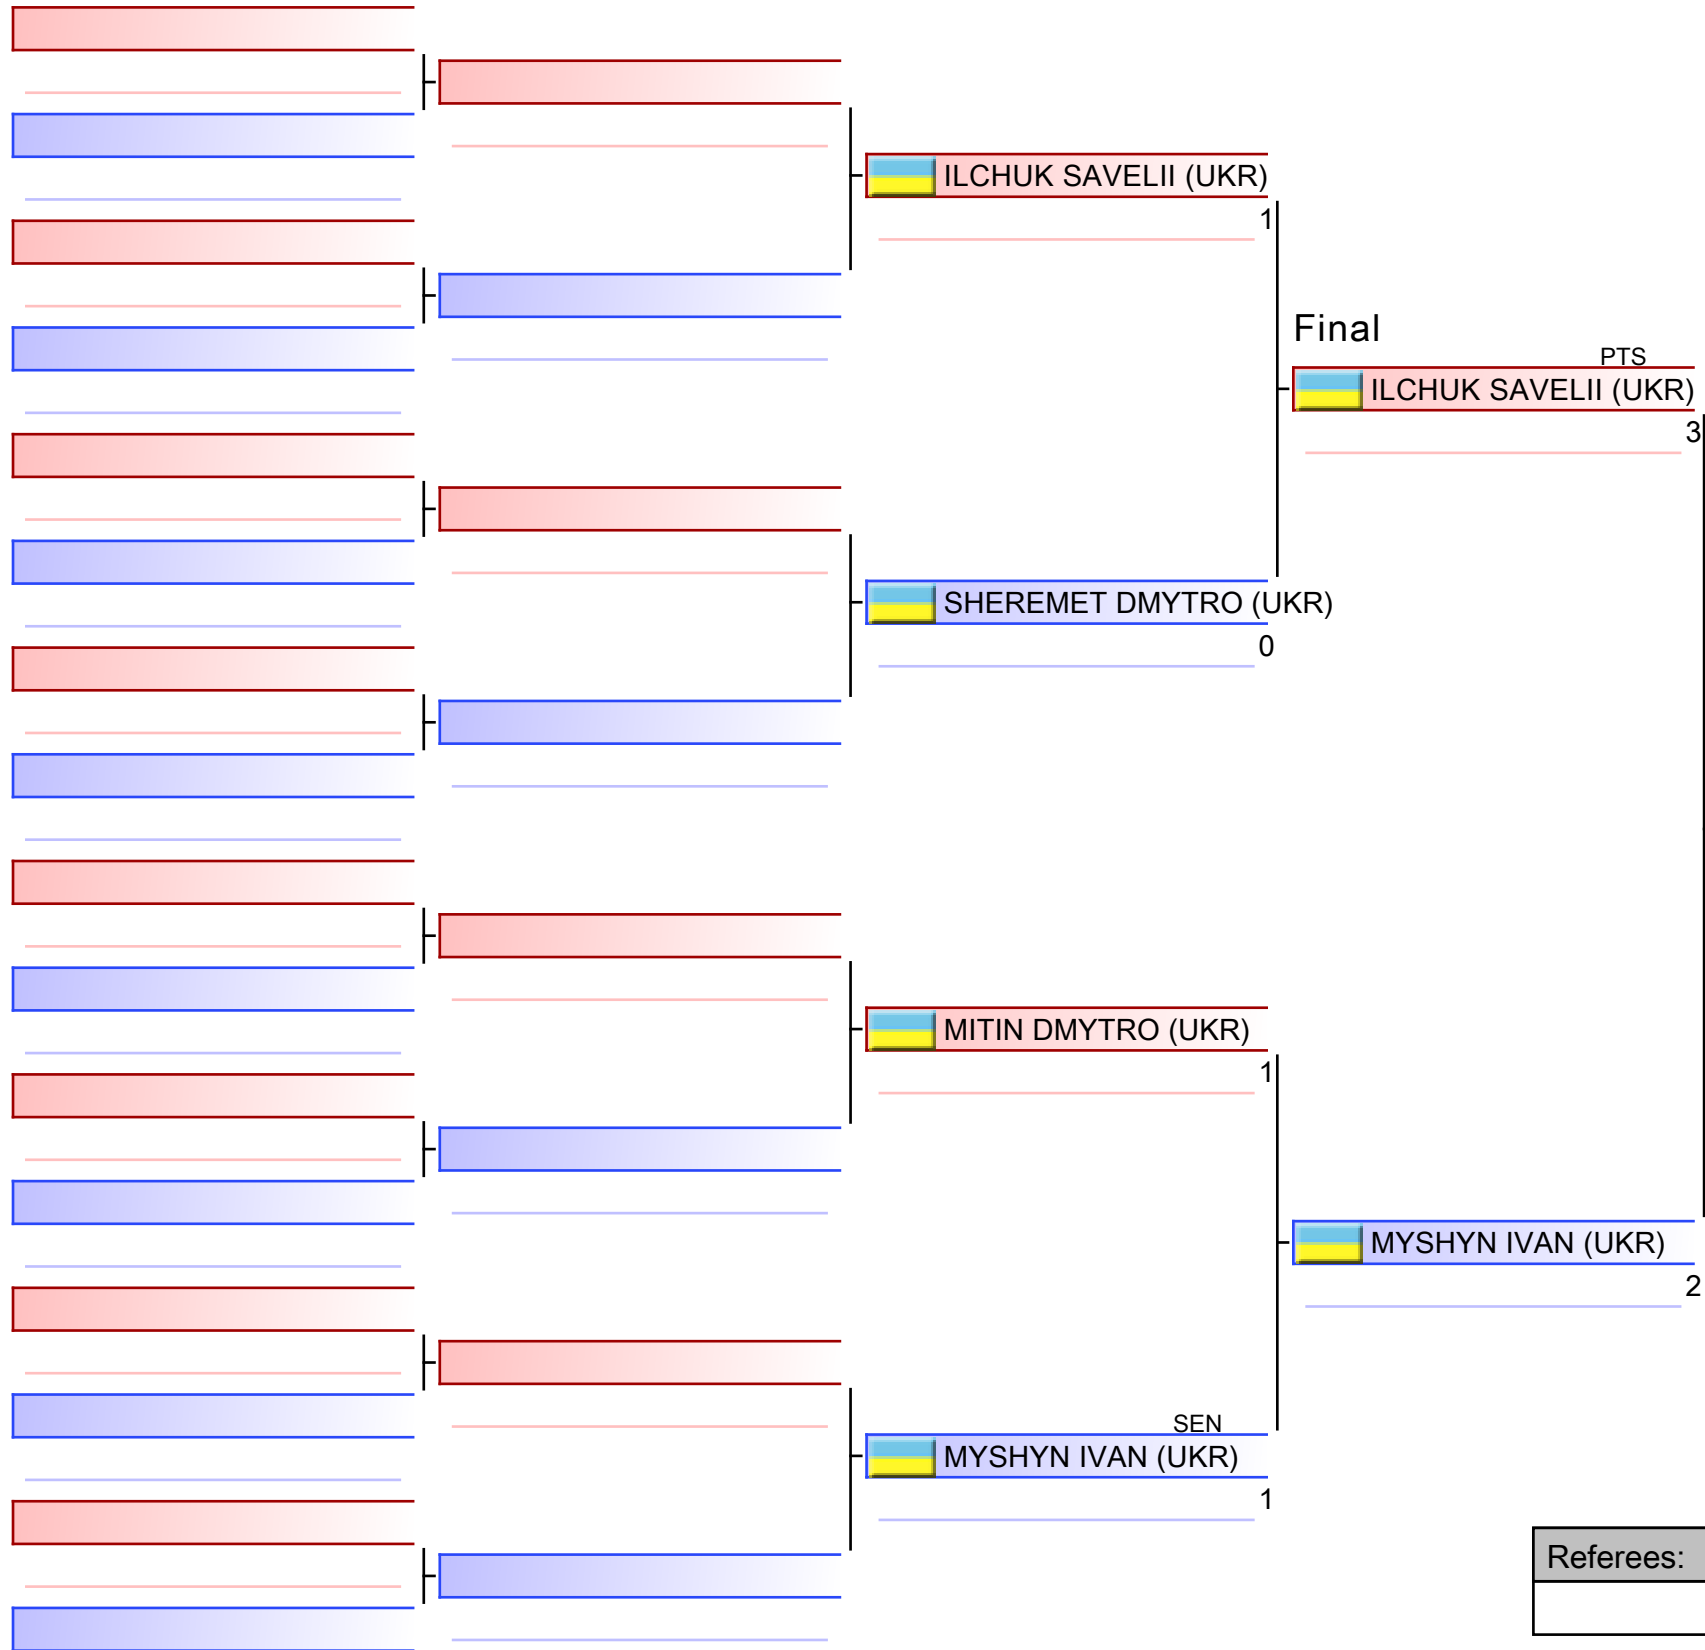 ILCHUK SAVELII (UKR)
1
Final
PTS
ILCHUK SAVELII (UKR)
3
SHEREMET DMYTRO (UKR)
0
MITIN DMYTRO (UKR)
1
MYSHYN IVAN (UKR)
2
SEN
MYSHYN IVAN (UKR)
1
Referees: